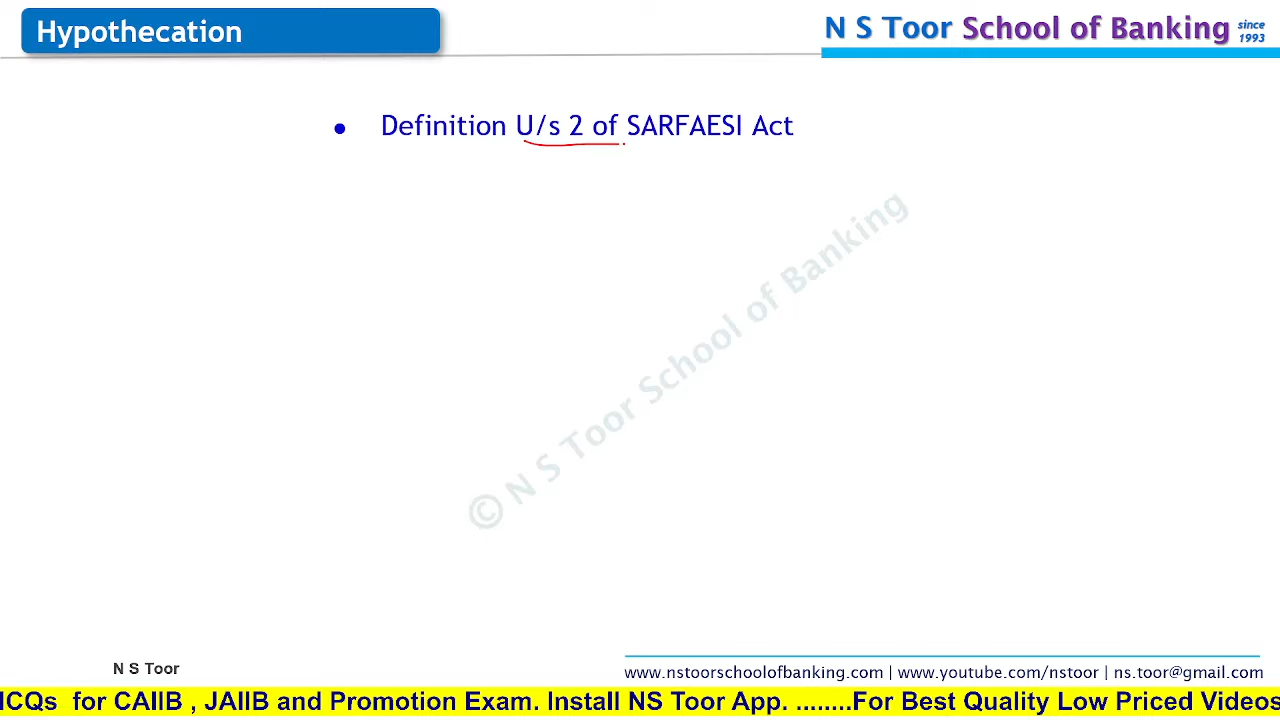 Hypothecation
N S Toor School of Banking since 1993
• Definition U/s 2 of SARFAESI Act
© N S Toor School of Banking
N S Toor
www.nstoorschoolofbanking.com | www.youtube.com/nstoor | ns.toor@gmail.com
for CAIIB , JAIIB and Promotion Exam. Install NS Toor App. ........For Best Quality Low Priced Videos